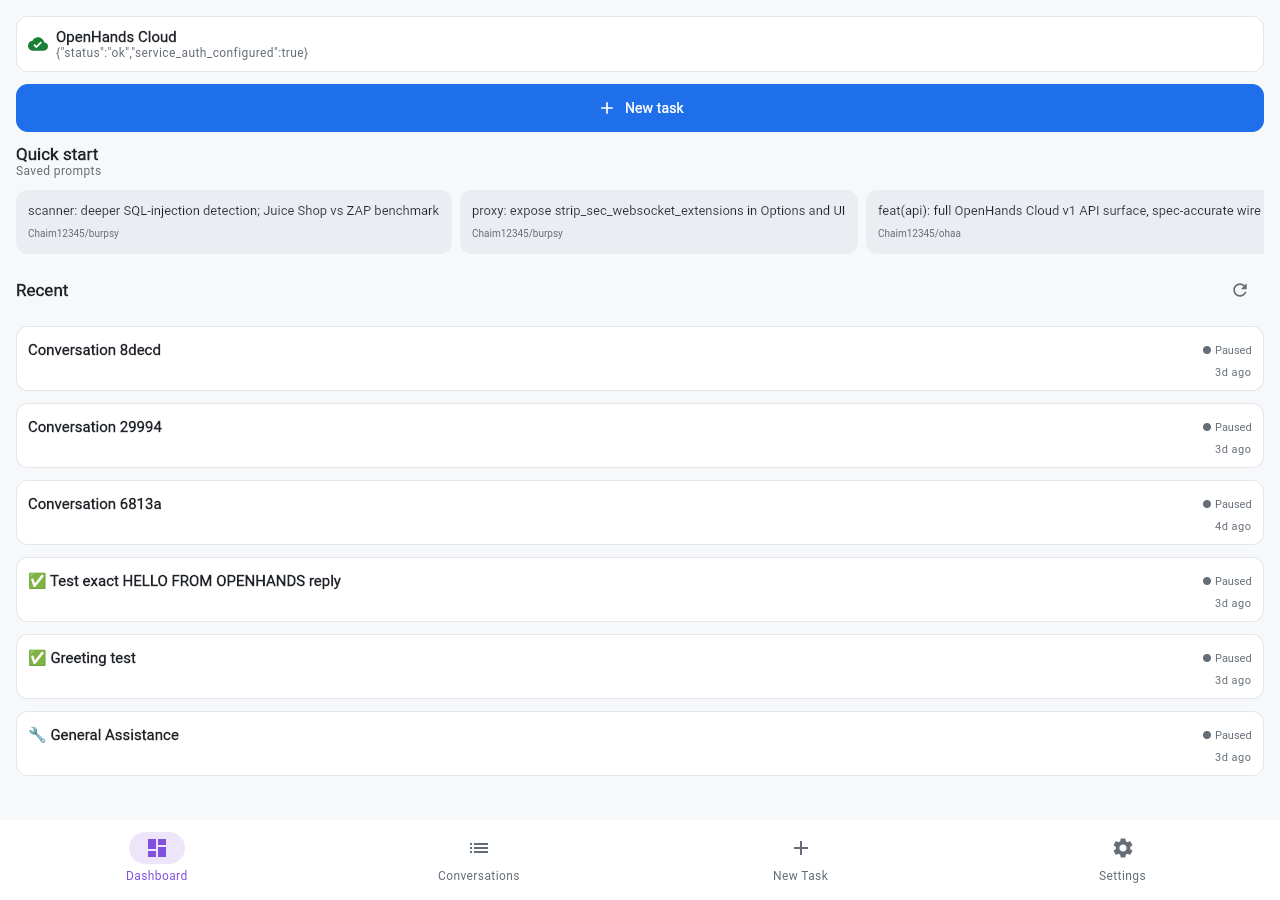 OpenHands Cloud
{"status":"ok","service_auth_configured":true}
New task
Quick start
Saved prompts
scanner: deeper SQL-injection detection; Juice Shop vs ZAP benchmark
Chaim12345/burpsy
proxy: expose strip_sec_websocket_extensions in Options and UI
Chaim12345/burpsy
feat(api): full OpenHands Cloud v1 API surface, spec-accurate wire
Chaim12345/ohaa
Recent
Conversation 8decd
Paused
3d ago
Conversation 29994
Paused
3d ago
Conversation 6813a
Paused
4d ago
✅ Test exact HELLO FROM OPENHANDS reply
Paused
3d ago
✅ Greeting test
Paused
3d ago
🔧 General Assistance
Paused
3d ago
Dashboard
Conversations
New Task
Settings